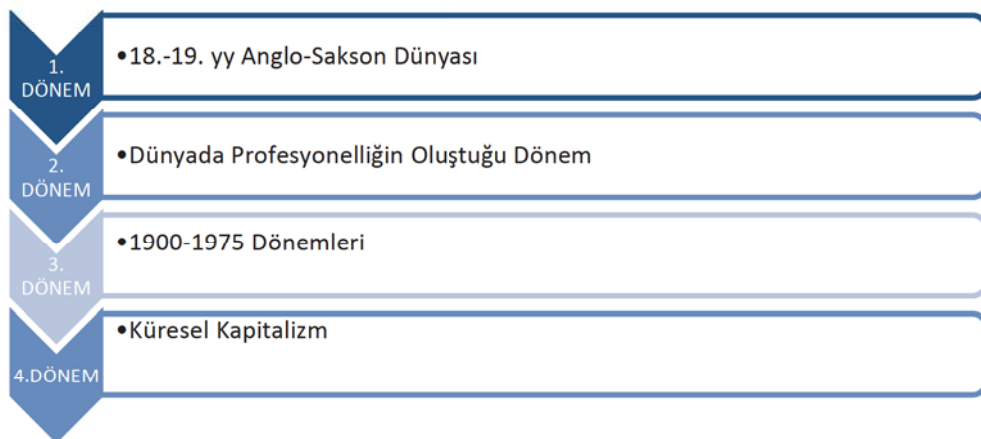 1.
DÖNEM
•18.-19. yy Anglo-Sakson Dünyası
2.
DÖNEM
•Dünyada Profesyonelliğin Oluştuğu Dönem
3.
DÖNEM
•1900-1975 Dönemleri
4.DÖNEM
•Küresel Kapitalizm